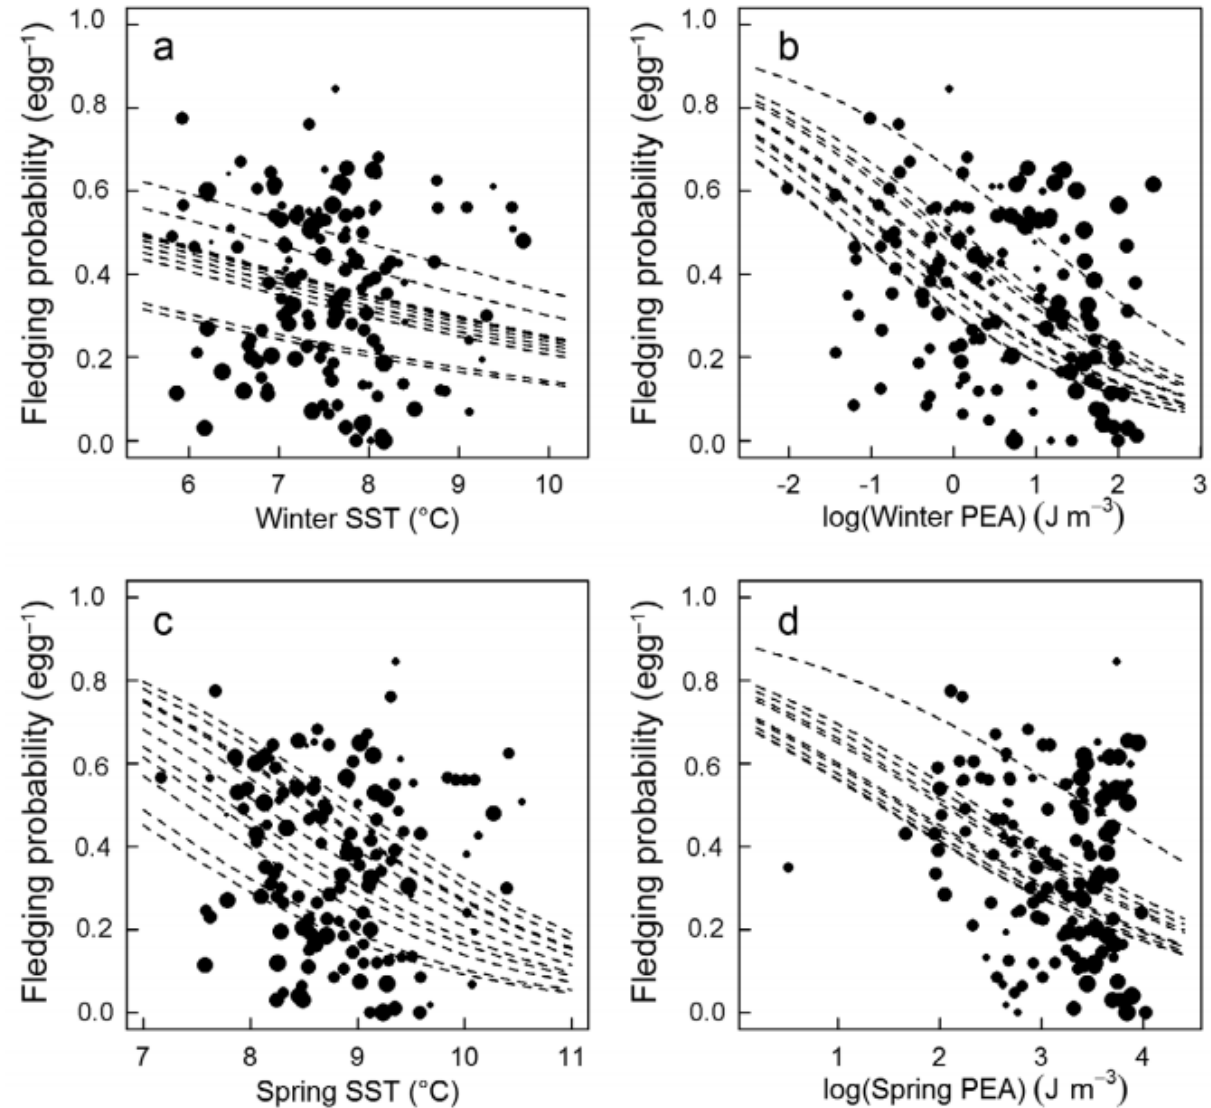 a
Fledging probability (egg⁻¹)
1.0
0.8
0.6
0.4
0.2
0.0
6 7 8 9 10
Winter SST (°C)
b
Fledging probability (egg⁻¹)
1.0
0.8
0.6
0.4
0.2
0.0
-2 -1 0 1 2 3
log(Winter PEA) (J m⁻³)
c
Fledging probability (egg⁻¹)
1.0
0.8
0.6
0.4
0.2
0.0
7 8 9 10 11
Spring SST (°C)
d
Fledging probability (egg⁻¹)
1.0
0.8
0.6
0.4
0.2
0.0
1 2 3 4
log(Spring PEA) (J m⁻³)